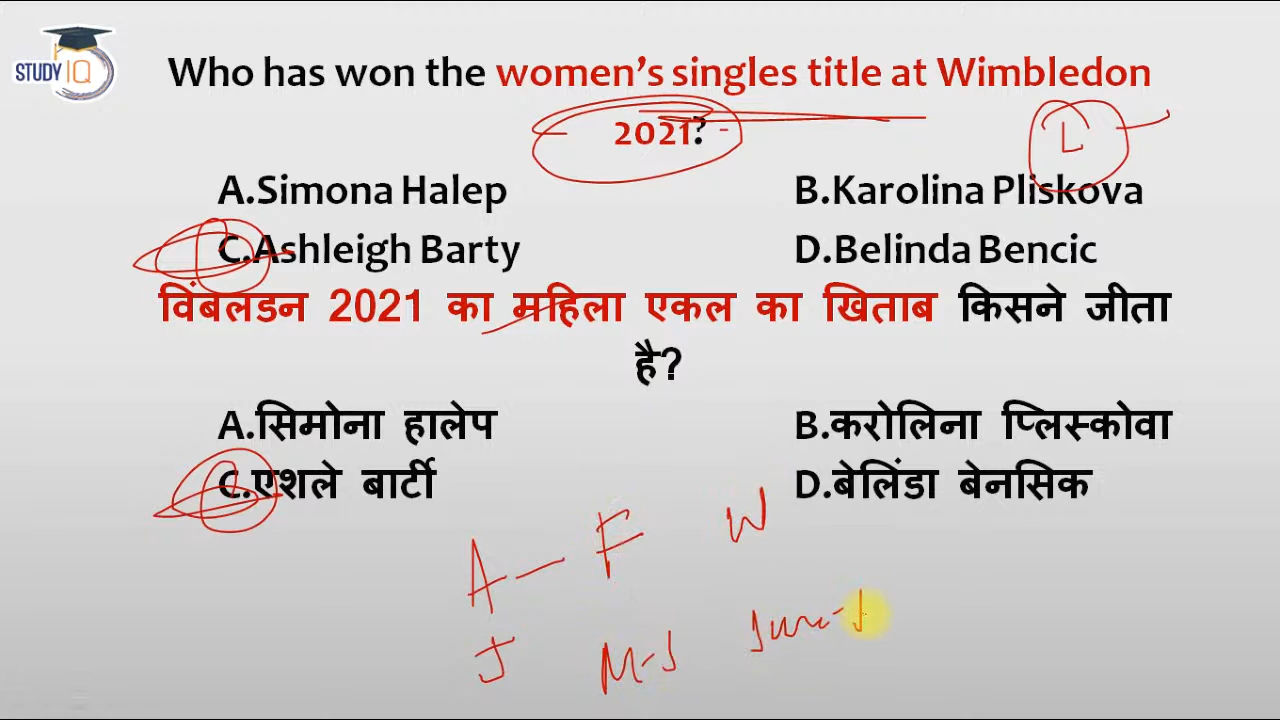 STUDY IQ
Who has won the women's singles title at Wimbledon
2021?
L
A.Simona Halep B.Karolina Pliskova
C.Ashleigh Barty D.Belinda Bencic
विंबलडन 2021 का महिला एकल का खिताब किसने जीता
है?
A.सिमोना हालेप B.करोलिना प्लिस्कोवा
C.एशले बार्टी D.बेलिंडा बेनसिक
A — F W
J M-J June-J